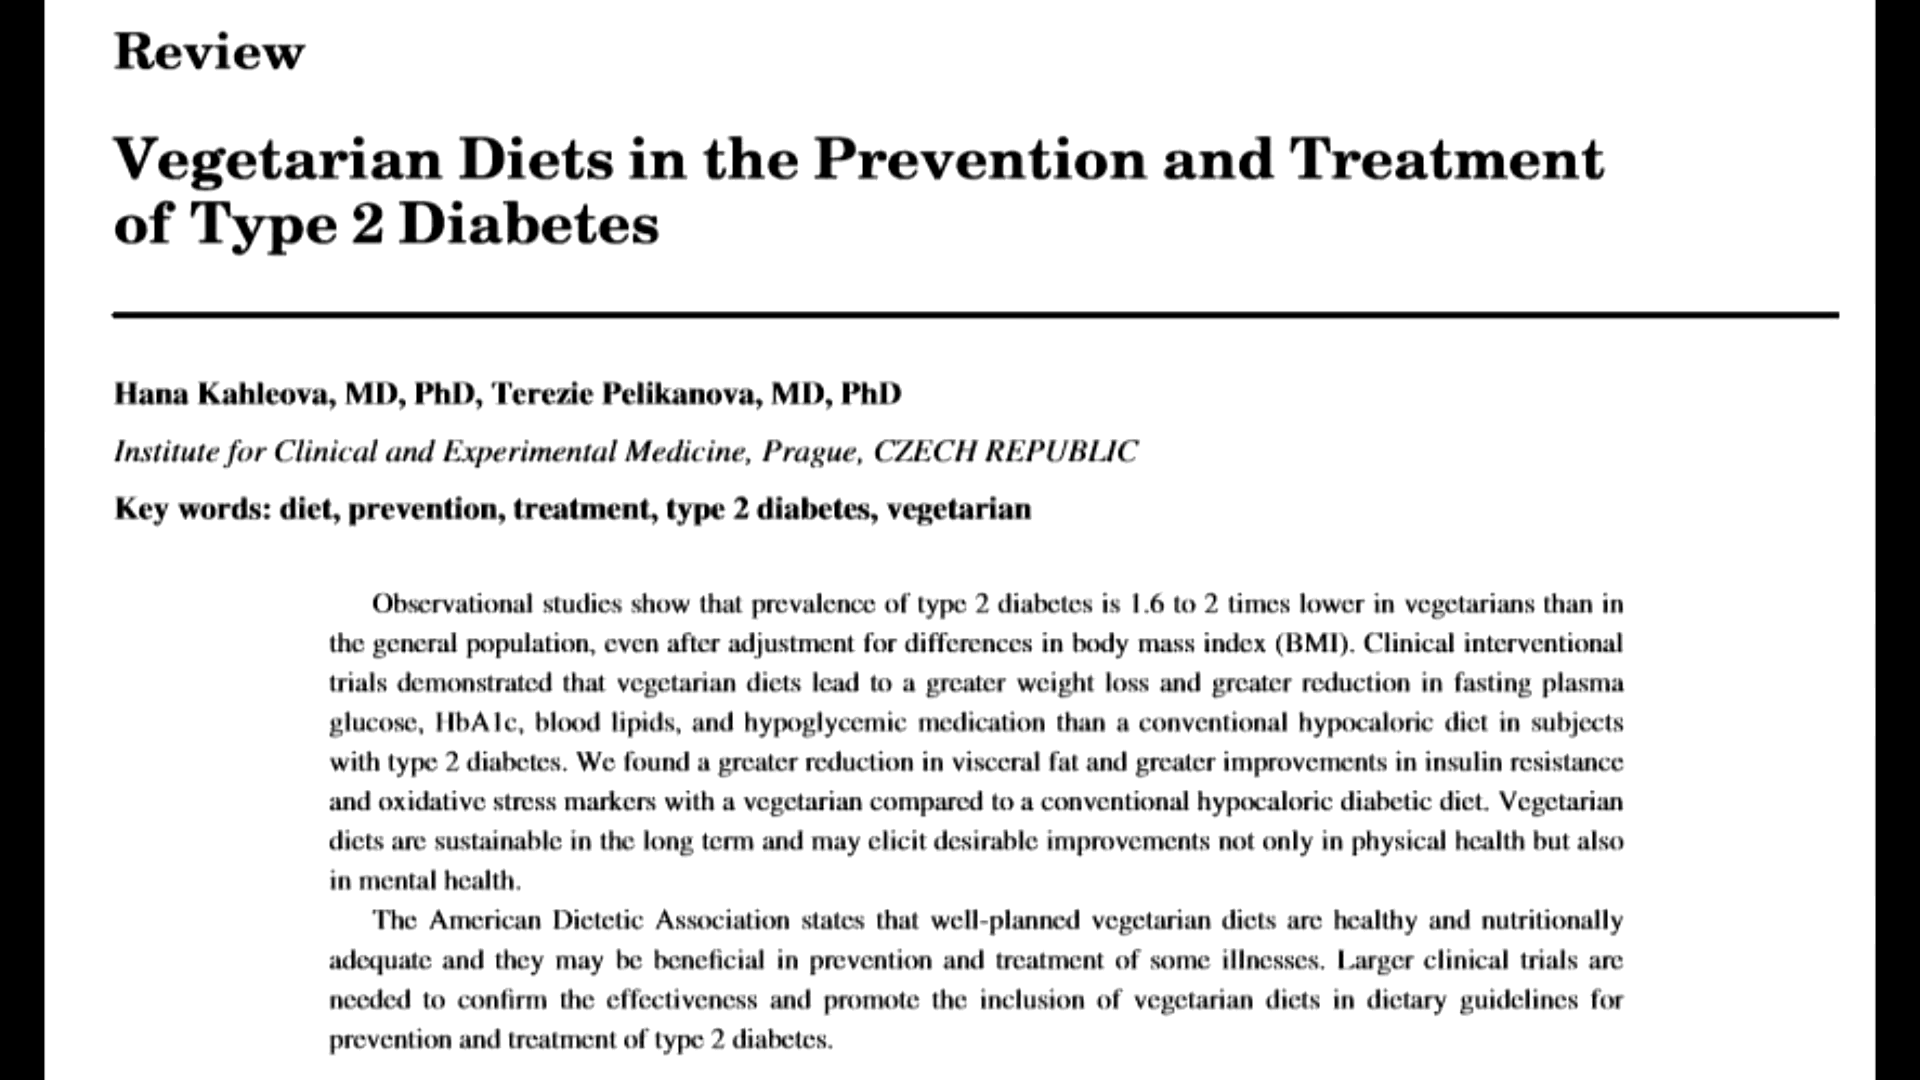 Review
Vegetarian Diets in the Prevention and Treatment
of Type 2 Diabetes
Hana Kahleova, MD, PhD, Terezie Pelikanova, MD, PhD
Institute for Clinical and Experimental Medicine, Prague, CZECH REPUBLIC
Key words: diet, prevention, treatment, type 2 diabetes, vegetarian
Observational studies show that prevalence of type 2 diabetes is 1.6 to 2 times lower in vegetarians than in
the general population, even after adjustment for differences in body mass index (BMI). Clinical interventional
trials demonstrated that vegetarian diets lead to a greater weight loss and greater reduction in fasting plasma
glucose, HbA1c, blood lipids, and hypoglycemic medication than a conventional hypocaloric diet in subjects
with type 2 diabetes. We found a greater reduction in visceral fat and greater improvements in insulin resistance
and oxidative stress markers with a vegetarian compared to a conventional hypocaloric diabetic diet. Vegetarian
diets are sustainable in the long term and may elicit desirable improvements not only in physical health but also
in mental health.
The American Dietetic Association states that well-planned vegetarian diets are healthy and nutritionally
adequate and they may be beneficial in prevention and treatment of some illnesses. Larger clinical trials are
needed to confirm the effectiveness and promote the inclusion of vegetarian diets in dietary guidelines for
prevention and treatment of type 2 diabetes.